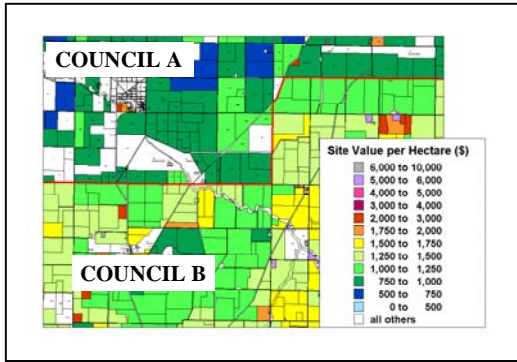 COUNCIL A
COUNCIL B
Site Value per Hectare ($)
6,000 to 10,000
5,000 to 6,000
4,000 to 5,000
3,000 to 4,000
2,000 to 3,000
1,750 to 2,000
1,500 to 1,750
1,250 to 1,500
1,000 to 1,250
750 to 1,000
500 to 750
0 to 500
all others